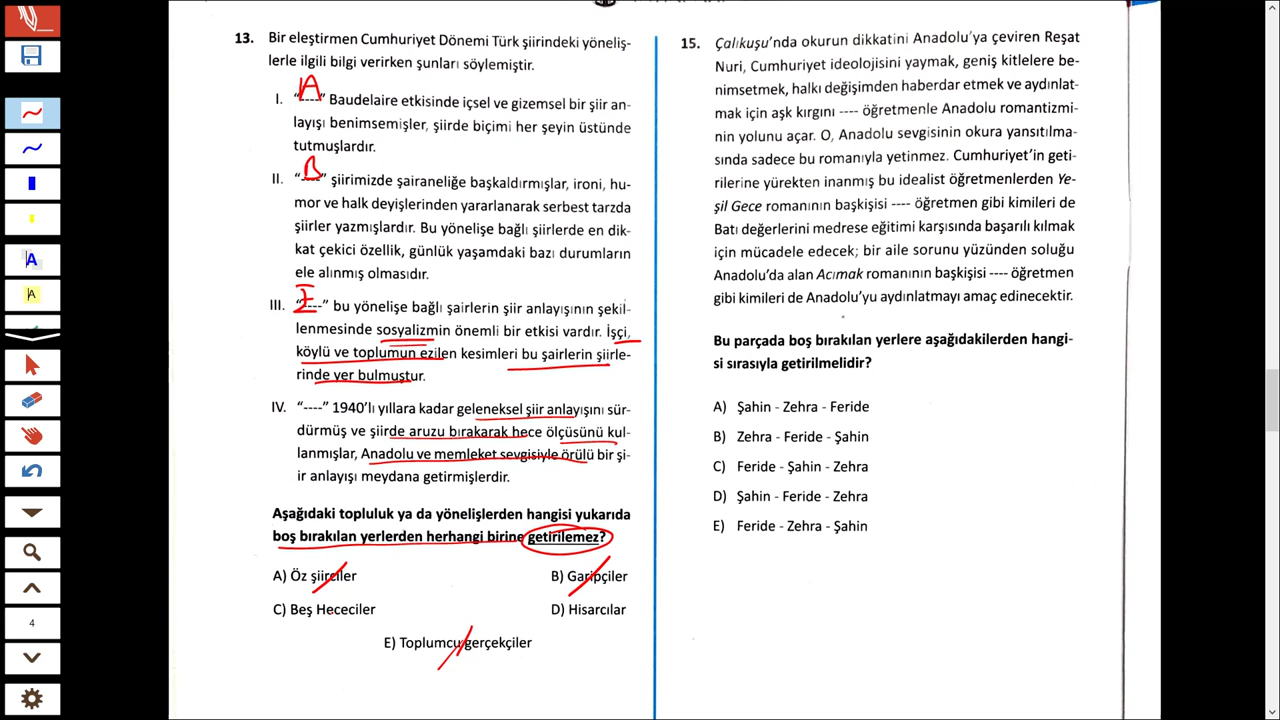 13. Bir eleştirmen Cumhuriyet Dönemi Türk şiirindeki yöneliş-
lerle ilgili bilgi verirken şunları söylemiştir.
A
I. "----" Baudelaire etkisinde içsel ve gizemsel bir şiir an-
layışı benimsemişler, şiirde biçimi her şeyin üstünde
tutmuşlardır.
B
II. "----" şiirimizde şairaneliğe başkaldırmışlar, ironi, hu-
mor ve halk deyişlerinden yararlanarak serbest tarzda
şiirler yazmışlardır. Bu yönelişe bağlı şiirlerde en dik-
kat çekici özellik, günlük yaşamdaki bazı durumların
ele alınmış olmasıdır.
E
III. "----" bu yönelişe bağlı şairlerin şiir anlayışının şekil-
lenmesinde sosyalizmin önemli bir etkisi vardır. İşçi,
köylü ve toplumun ezilen kesimleri bu şairlerin şiirle-
rinde yer bulmuştur.
IV. "----" 1940'lı yıllara kadar geleneksel şiir anlayışını sür-
dürmüş ve şiirde aruzu bırakarak hece ölçüsünü kul-
lanmışlar, Anadolu ve memleket sevgisiyle örülü bir şi-
ir anlayışı meydana getirmişlerdir.
Aşağıdaki topluluk ya da yönelişlerden hangisi yukarıda
boş bırakılan yerlerden herhangi birine getirilemez?
A) Öz şiirciler B) Garipçiler
C) Beş Hececiler D) Hisarcılar
E) Toplumcu gerçekçiler
15. Çalıkuşu'nda okurun dikkatini Anadolu'ya çeviren Reşat
Nuri, Cumhuriyet ideolojisini yaymak, geniş kitlelere be-
nimsetmek, halkı değişimden haberdar etmek ve aydınlat-
mak için aşk kırgını ---- öğretmenle Anadolu romantizmi-
nin yolunu açar. O, Anadolu sevgisinin okura yansıtılma-
sında sadece bu romanıyla yetinmez. Cumhuriyet'in geti-
rilerine yürekten inanmış bu idealist öğretmenlerden Ye-
şil Gece romanının başkişisi ---- öğretmen gibi kimileri de
Batı değerlerini medrese eğitimi karşısında başarılı kılmak
için mücadele edecek; bir aile sorunu yüzünden soluğu
Anadolu'da alan Acımak romanının başkişisi ---- öğretmen
gibi kimileri de Anadolu'yu aydınlatmayı amaç edinecektir.
Bu parçada boş bırakılan yerlere aşağıdakilerden hangi-
si sırasıyla getirilmelidir?
A) Şahin - Zehra - Feride
B) Zehra - Feride - Şahin
C) Feride - Şahin - Zehra
D) Şahin - Feride - Zehra
E) Feride - Zehra - Şahin
A
A
4